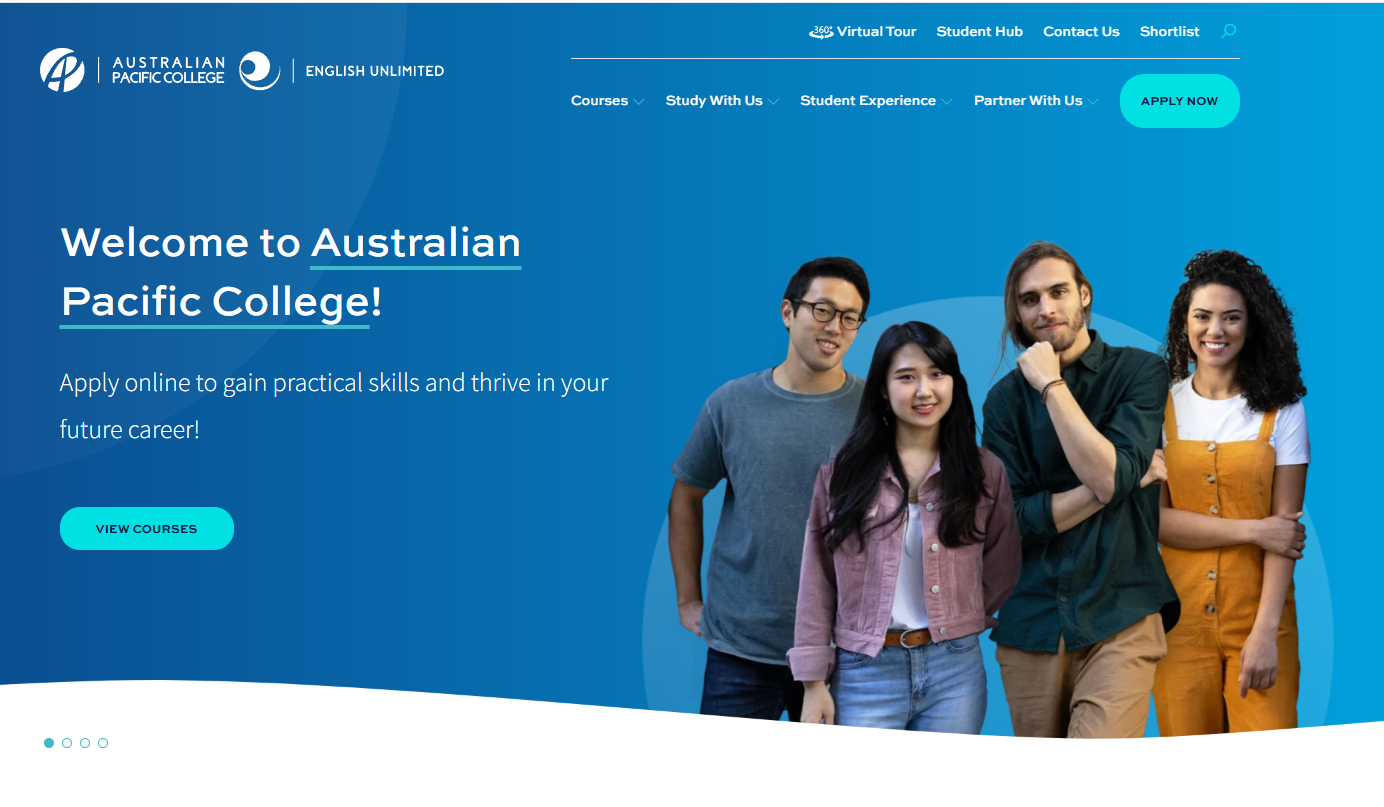 360°
Virtual Tour
Student Hub
Contact Us
Shortlist
AUSTRALIAN
PACIFIC COLLEGE
ENGLISH UNLIMITED
Courses
Study With Us
Student Experience
Partner With Us
APPLY NOW
Welcome to Australian
Pacific College!
Apply online to gain practical skills and thrive in your
future career!
VIEW COURSES